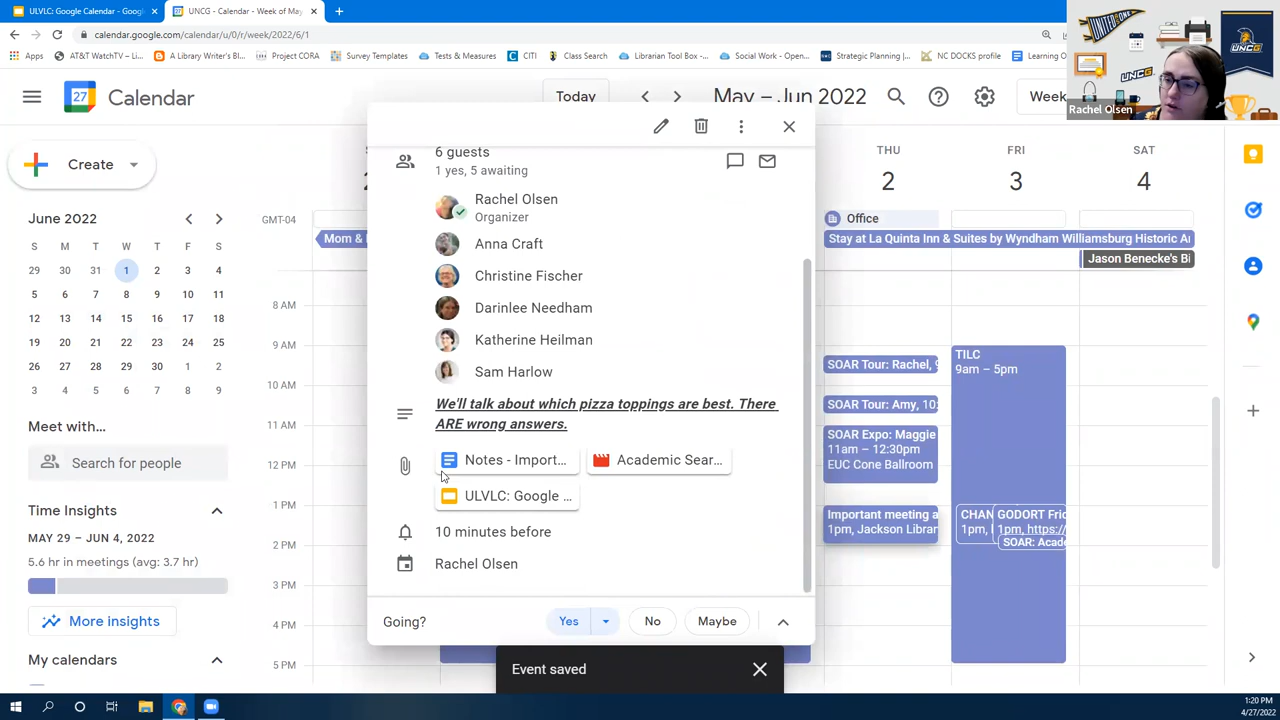 ULVLC: Google Calendar - Googl
UNCG - Calendar - Week of May
calendar.google.com/calendar/u/0/r/week/2022/6/1
AT&T WatchTV –...
A Library Writer's Bl...
Project CORA
Survey Templates
Tests & Measures
CITI
Class Search
Librarian Tool Box -...
Social Work - Open...
Strategic Planning |...
NC DOCKS profile
Learning O
UNITED@ONE
UNCG
UNCG
Rachel Olsen
Calendar
Today
May – Jun 2022
Week
Create
June 2022
S M T W T F S
29 30 31 1 2 3 4
5 6 7 8 9 10 11
12 13 14 15 16 17 18
19 20 21 22 23 24 25
26 27 28 29 30 1 2
3 4 5 6 7 8 9
Meet with...
Search for people
Time Insights
MAY 29 – JUN 4, 2022
5.6 hr in meetings (avg: 3.7 hr)
More insights
My calendars
GMT-04
Mom &
8 AM
9 AM
10 AM
11 AM
12 PM
1 PM
2 PM
3 PM
4 PM
5 PM
6 guests
1 yes, 5 awaiting
Rachel Olsen
Organizer
Anna Craft
Christine Fischer
Darinlee Needham
Katherine Heilman
Sam Harlow
We'll talk about which pizza toppings are best. There
ARE wrong answers.
Notes - Import...
Academic Sear...
ULVLC: Google ...
10 minutes before
Rachel Olsen
Going?
Yes
No
Maybe
Event saved
THU
2
FRI
3
SAT
4
Office
Stay at La Quinta Inn & Suites by Wyndham Williamsburg Historic Ar
Jason Benecke's Bi
SOAR Tour: Rachel, 9
SOAR Tour: Amy, 10:
SOAR Expo: Maggie
11am – 12:30pm
EUC Cone Ballroom
Important meeting a
1pm, Jackson Librar
TILC
9am – 5pm
CHAN
1pm, l
GODORT Fri
1pm, https://
SOAR: Acade
1:20 PM
4/27/2022